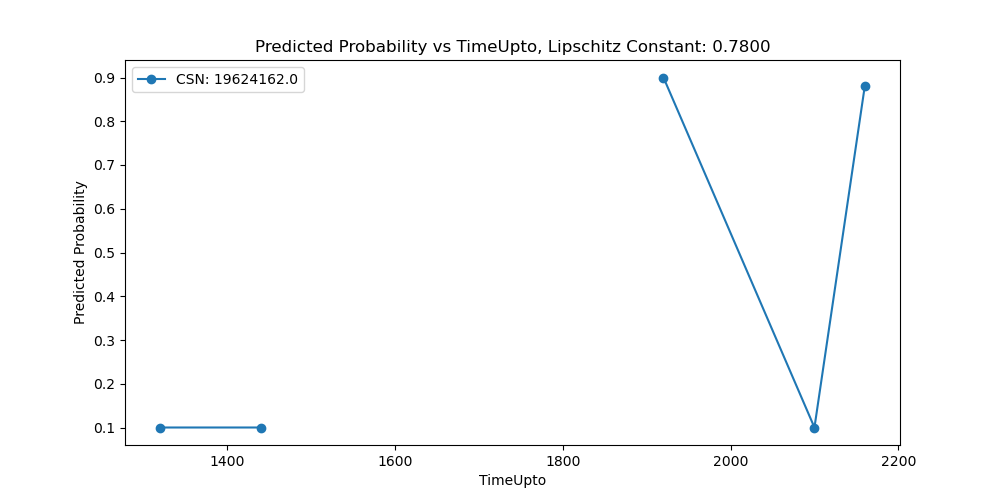 Predicted Probability vs TimeUpto, Lipschitz Constant: 0.7800
CSN: 19624162.0
Predicted Probability
0.9
0.8
0.7
0.6
0.5
0.4
0.3
0.2
0.1
1400 1600 1800 2000 2200
TimeUpto